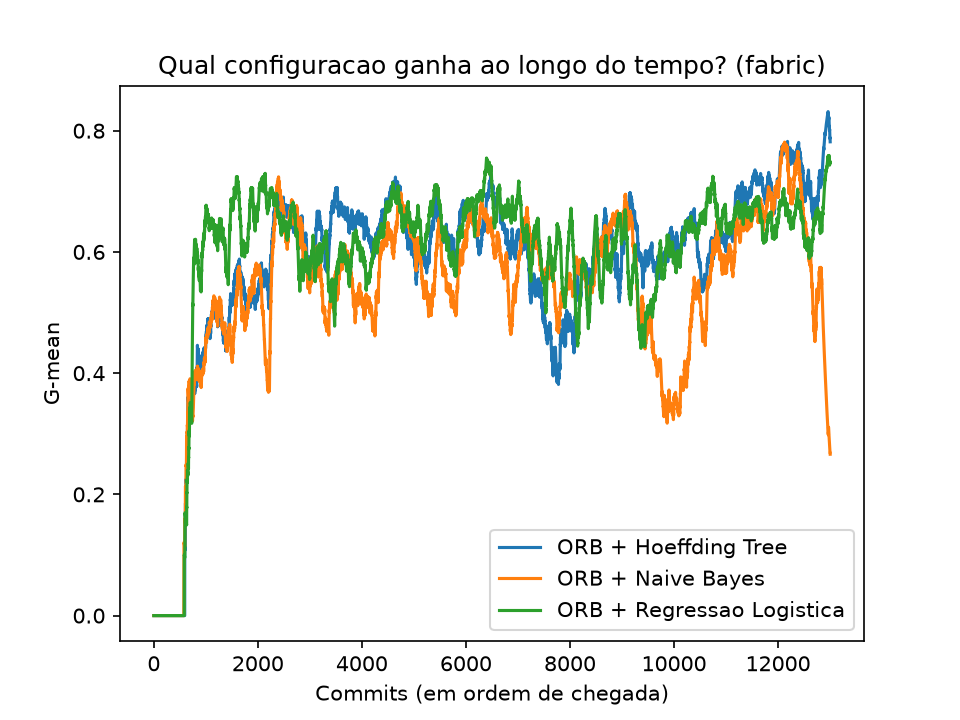 Qual configuracao ganha ao longo do tempo? (fabric)
G-mean
0.8
0.6
0.4
0.2
0.0
0 2000 4000 6000 8000 10000 12000
Commits (em ordem de chegada)
ORB + Hoeffding Tree
ORB + Naive Bayes
ORB + Regressao Logistica